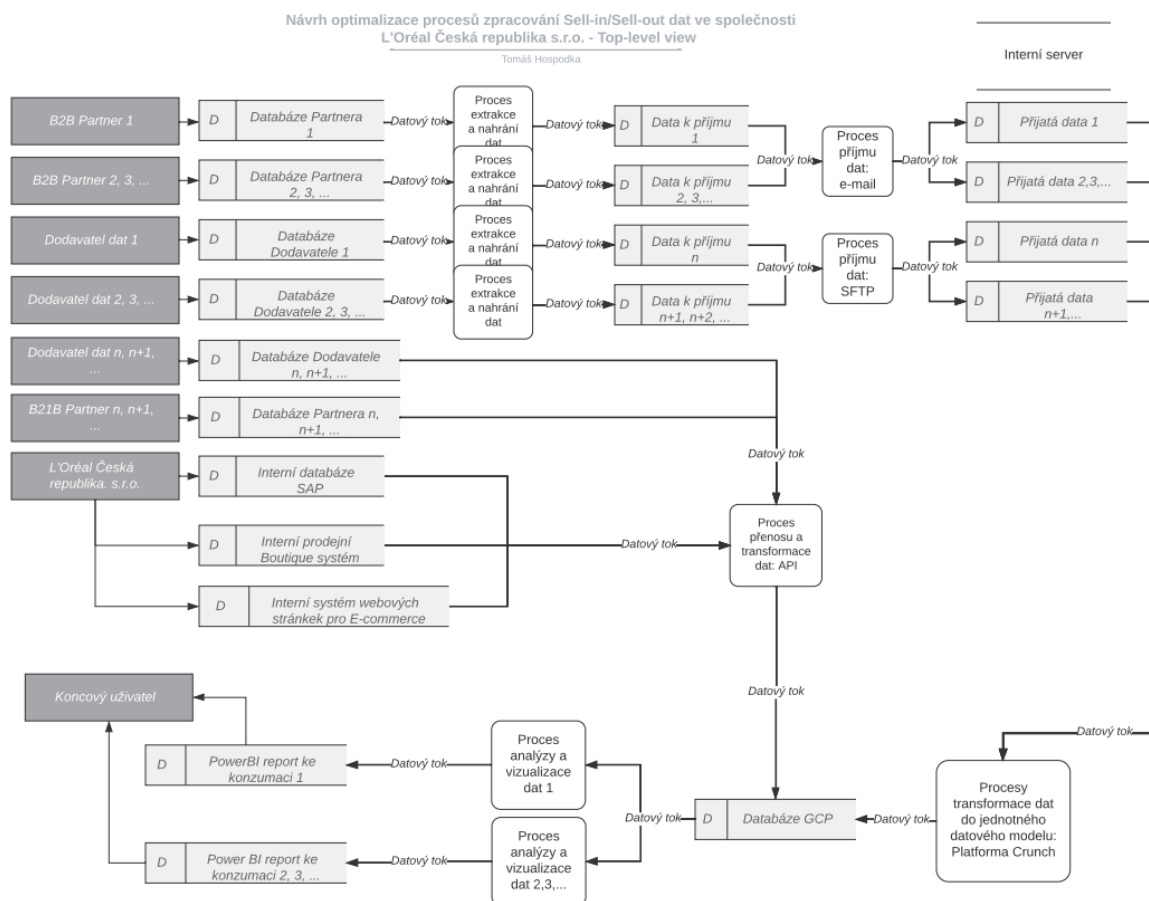 Návrh optimalizace procesů zpracování Sell-in/Sell-out dat ve společnosti
L'Oréal Česká republika s.r.o. - Top-level view
Tomáš Hospodka
Interní server
B2B Partner 1
D
Databáze Partnera
1
Datový tok
Proces
extrakce
a nahrání
dat
Datový tok
D
Data k příjmu
1
B2B Partner 2, 3, ...
D
Databáze Partnera
2, 3, ...
Datový tok
Proces
extrakce
a nahrání
dat
Datový tok
D
Data k příjmu
2, 3,...
Datový tok
Proces
příjmu
dat:
e-mail
Datový tok
D
Přijatá data 1
D
Přijatá data 2,3,...
Dodavatel dat 1
D
Databáze
Dodavatele 1
Datový tok
Proces
extrakce
a nahrání
dat
Datový tok
D
Data k příjmu
n
Dodavatel dat 2, 3, ...
D
Databáze
Dodavatele 2, 3, ...
Datový tok
Proces
extrakce
a nahrání
dat
Datový tok
D
Data k příjmu
n+1, n+2, ...
Datový tok
Proces
příjmu
dat:
SFTP
Datový tok
D
Přijatá data n
D
Přijatá data
n+1,...
Dodavatel dat n, n+1,
...
D
Databáze Dodavatele
n, n+1, ...
B21B Partner n, n+1,
...
D
Databáze Partnera n,
n+1, ...
Datový tok
L'Oréal Česká
republika. s.r.o.
D
Interní databáze
SAP
D
Interní prodejní
Boutique systém
Datový tok
Proces
přenosu a
transformace
dat: API
D
Interní systém webových
stránkek pro E-commerce
Datový tok
Koncový uživatel
D
PowerBI report ke
konzumaci 1
Datový tok
Proces
analýzy a
vizualizace
dat 1
D
Power BI report ke
konzumaci 2, 3, ...
Datový tok
Proces
analýzy a
vizualizace
dat 2,3,...
Datový tok
D
Databáze GCP
Datový tok
Procesy
transformace dat
do jednotného
datového modelu:
Platforma Crunch
Datový tok